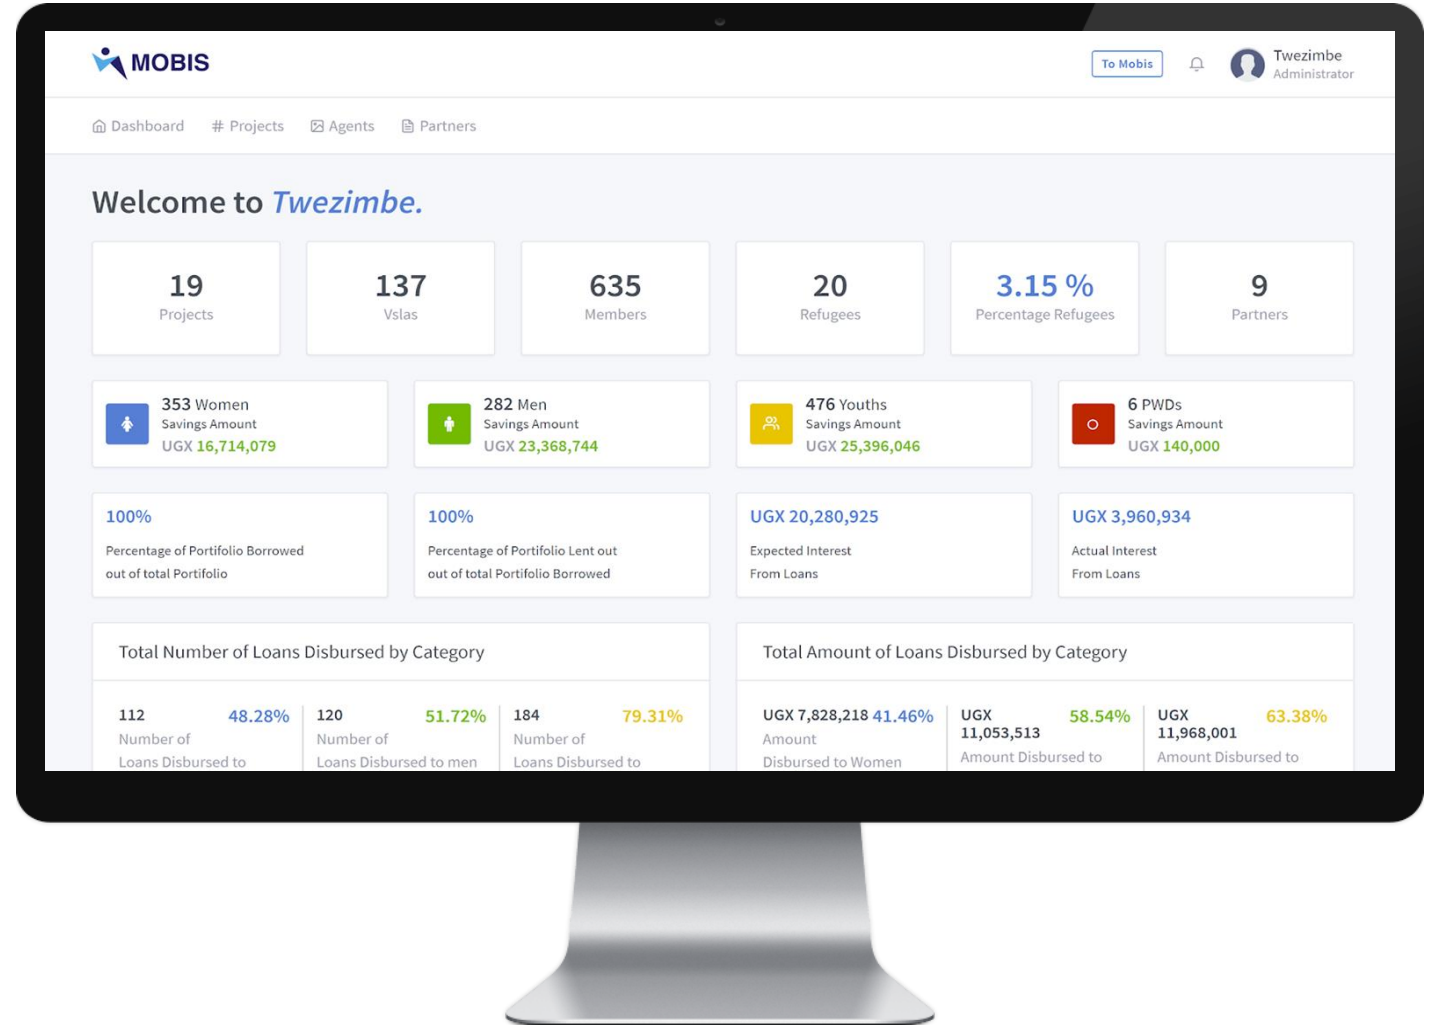 MOBIS
To Mobis
Twezimbe
Administrator
Dashboard
Projects
Agents
Partners
Welcome to Twezimbe.
19
Projects
137
Vslas
635
Members
20
Refugees
3.15 %
Percentage Refugees
9
Partners
353 Women
Savings Amount
UGX 16,714,079
282 Men
Savings Amount
UGX 23,368,744
476 Youths
Savings Amount
UGX 25,396,046
6 PWDs
Savings Amount
UGX 140,000
100%
Percentage of Portifolio Borrowed
out of total Portifolio
100%
Percentage of Portifolio Lent out
out of total Portifolio Borrowed
UGX 20,280,925
Expected Interest
From Loans
UGX 3,960,934
Actual Interest
From Loans
Total Number of Loans Disbursed by Category
112 48.28%
Number of
Loans Disbursed to
120 51.72%
Number of
Loans Disbursed to men
184 79.31%
Number of
Loans Disbursed to
Total Amount of Loans Disbursed by Category
UGX 7,828,218 41.46%
Amount
Disbursed to Women
UGX 58.54%
11,053,513
Amount Disbursed to
UGX 63.38%
11,968,001
Amount Disbursed to